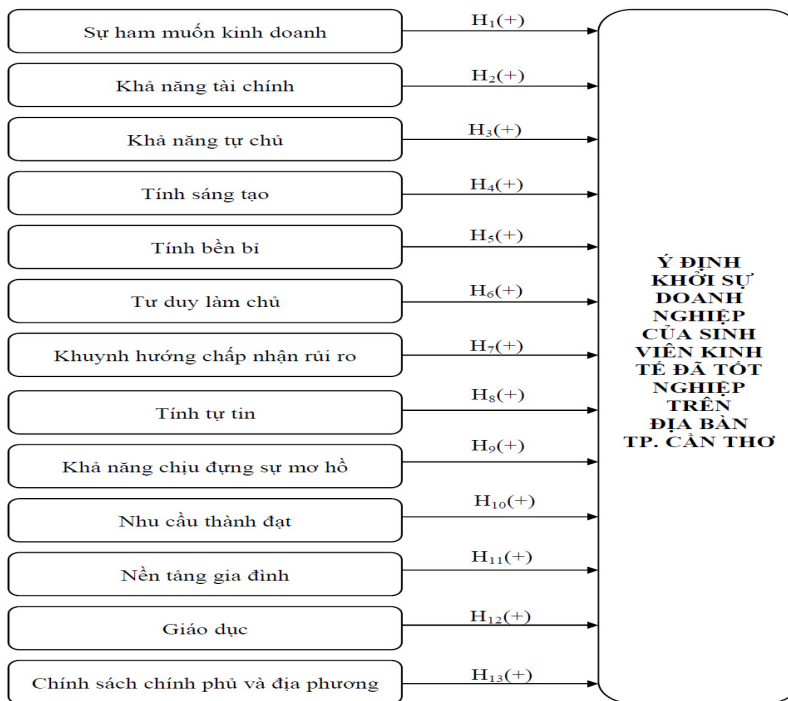 Sự ham muốn kinh doanh
H₁(+)
Khả năng tài chính
H₂(+)
Khả năng tự chủ
H₃(+)
Tính sáng tạo
H₄(+)
Tính bền bỉ
H₅(+)
Tư duy làm chủ
H₆(+)
Khuynh hướng chấp nhận rủi ro
H₇(+)
Tính tự tin
H₈(+)
Khả năng chịu đựng sự mơ hồ
H₉(+)
Nhu cầu thành đạt
H₁₀(+)
Nền tảng gia đình
H₁₁(+)
Giáo dục
H₁₂(+)
Chính sách chính phủ và địa phương
H₁₃(+)
Ý ĐỊNH
KHỞI SỰ
DOANH
NGHIỆP
CỦA SINH
VIÊN KINH
TẾ ĐÃ TỐT
NGHIỆP
TRÊN
ĐỊA BÀN
TP. CẦN THƠ